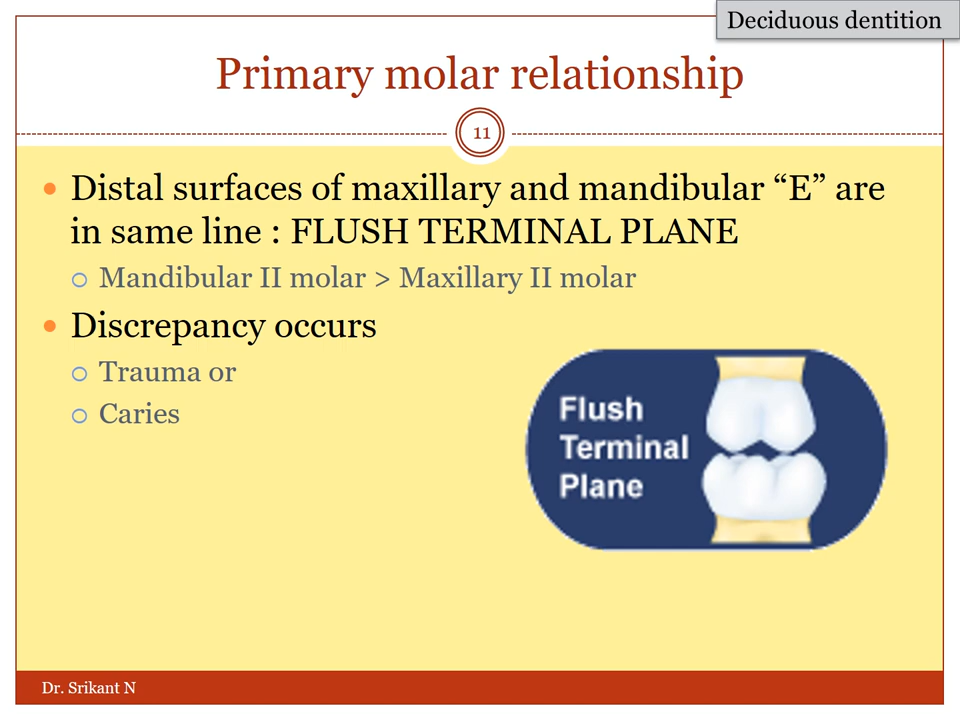 Deciduous dentition
Primary molar relationship
11
Distal surfaces of maxillary and mandibular “E” are
in same line : FLUSH TERMINAL PLANE
Mandibular II molar > Maxillary II molar
Discrepancy occurs
Trauma or
Caries
Flush
Terminal
Plane
Dr. Srikant N